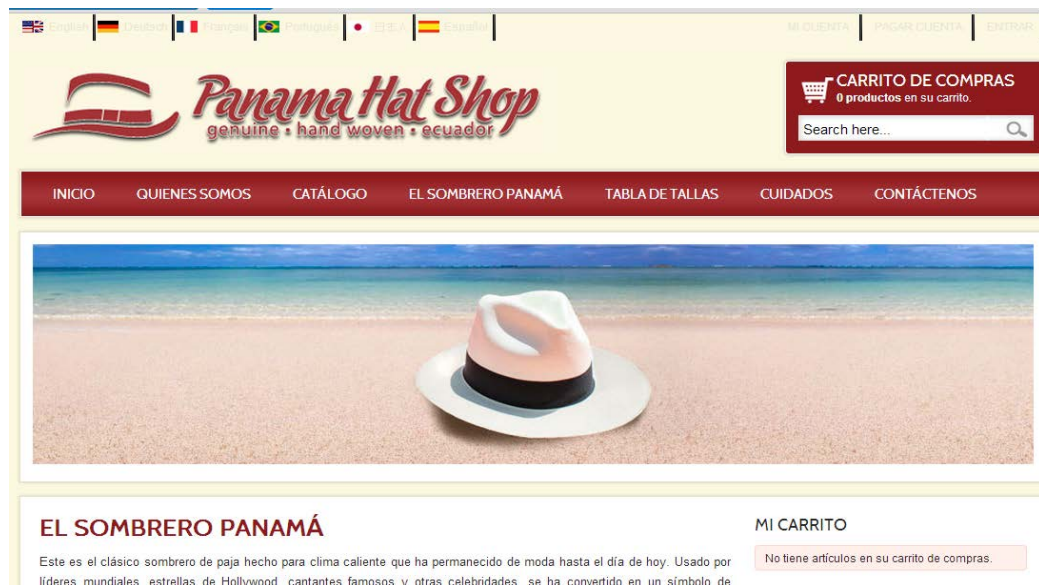 English Deutsch Français Português 日本人 Español MI CUENTA PAGAR CUENTA ENTRAR
Panama Hat Shop
genuine • hand woven • ecuador
CARRITO DE COMPRAS
0 productos en su carrito.
Search here...
INICIO QUIENES SOMOS CATÁLOGO EL SOMBRERO PANAMÁ TABLA DE TALLAS CUIDADOS CONTÁCTENOS
EL SOMBRERO PANAMÁ
Este es el clásico sombrero de paja hecho para clima caliente que ha permanecido de moda hasta el día de hoy. Usado por
líderes mundiales, estrellas de Hollywood, cantantes famosos y otras celebridades, se ha convertido en un símbolo de
MI CARRITO
No tiene artículos en su carrito de compras.